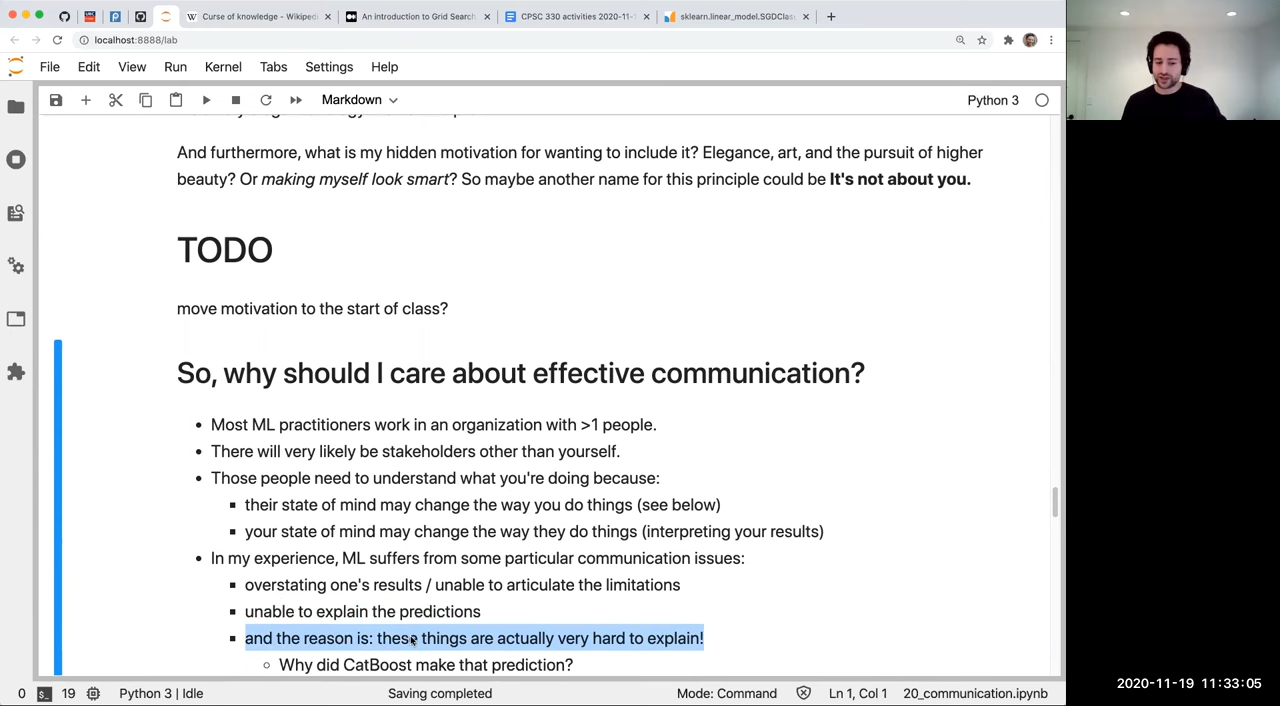 Curse of knowledge - Wikipedi
An introduction to Grid Search
CPSC 330 activities 2020-11-1
sklearn.linear_model.SGDClas
localhost:8888/lab
File Edit View Run Kernel Tabs Settings Help
Markdown
Python 3
And furthermore, what is my hidden motivation for wanting to include it? Elegance, art, and the pursuit of higher
beauty? Or making myself look smart? So maybe another name for this principle could be It's not about you.
TODO
move motivation to the start of class?
So, why should I care about effective communication?
• Most ML practitioners work in an organization with >1 people.
• There will very likely be stakeholders other than yourself.
• Those people need to understand what you're doing because:
▪ their state of mind may change the way you do things (see below)
▪ your state of mind may change the way they do things (interpreting your results)
• In my experience, ML suffers from some particular communication issues:
▪ overstating one's results / unable to articulate the limitations
▪ unable to explain the predictions
▪ and the reason is: these things are actually very hard to explain!
◦ Why did CatBoost make that prediction?
0 19 Python 3 | Idle Saving completed Mode: Command Ln 1, Col 1 20_communication.ipynb
2020-11-19 11:33:05